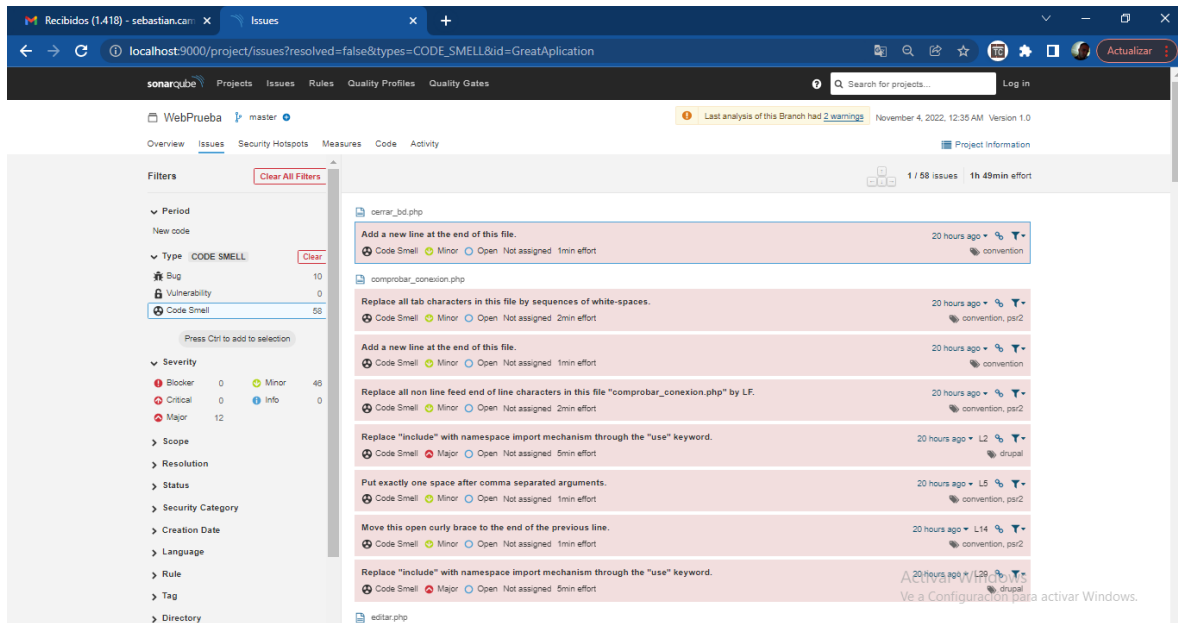 Recibidos (1.418) - sebastian.cam
Issues
localhost:9000/project/issues?resolved=false&types=CODE_SMELL&id=GreatAplication
Actualizar
sonarqube Projects Issues Rules Quality Profiles Quality Gates
Search for projects...
Log in
WebPrueba master
Last analysis of this Branch had 2 warnings
November 4, 2022, 12:35 AM Version 1.0
Overview Issues Security Hotspots Measures Code Activity
Project Information
Filters
Clear All Filters
1 / 58 issues 1h 49min effort
Period
New code
Type CODE SMELL
Clear
Bug 10
Vulnerability 0
Code Smell 58
Press Ctrl to add to selection
Severity
Blocker 0 Minor 46
Critical 0 Info 0
Major 12
Scope
Resolution
Status
Security Category
Creation Date
Language
Rule
Tag
Directory
cerrar_bd.php
Add a new line at the end of this file.
20 hours ago
Code Smell Minor Open Not assigned 1min effort
convention
comprobar_conexion.php
Replace all tab characters in this file by sequences of white-spaces.
20 hours ago
Code Smell Minor Open Not assigned 2min effort
convention, psr2
Add a new line at the end of this file.
20 hours ago
Code Smell Minor Open Not assigned 1min effort
convention
Replace all non line feed end of line characters in this file "comprobar_conexion.php" by LF.
20 hours ago
Code Smell Minor Open Not assigned 2min effort
convention, psr2
Replace "include" with namespace import mechanism through the "use" keyword.
20 hours ago L2
Code Smell Major Open Not assigned 5min effort
drupal
Put exactly one space after comma separated arguments.
20 hours ago L5
Code Smell Minor Open Not assigned 1min effort
convention, psr2
Move this open curly brace to the end of the previous line.
20 hours ago L14
Code Smell Minor Open Not assigned 1min effort
convention, psr2
Replace "include" with namespace import mechanism through the "use" keyword.
20 hours ago L29
Code Smell Major Open Not assigned 5min effort
drupal
editar.php
Activar Windows
Ve a Configuración para activar Windows.